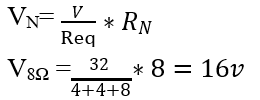 V_N = V/Req * R_N
V_8Ω = 32/(4+4+8) * 8 = 16v